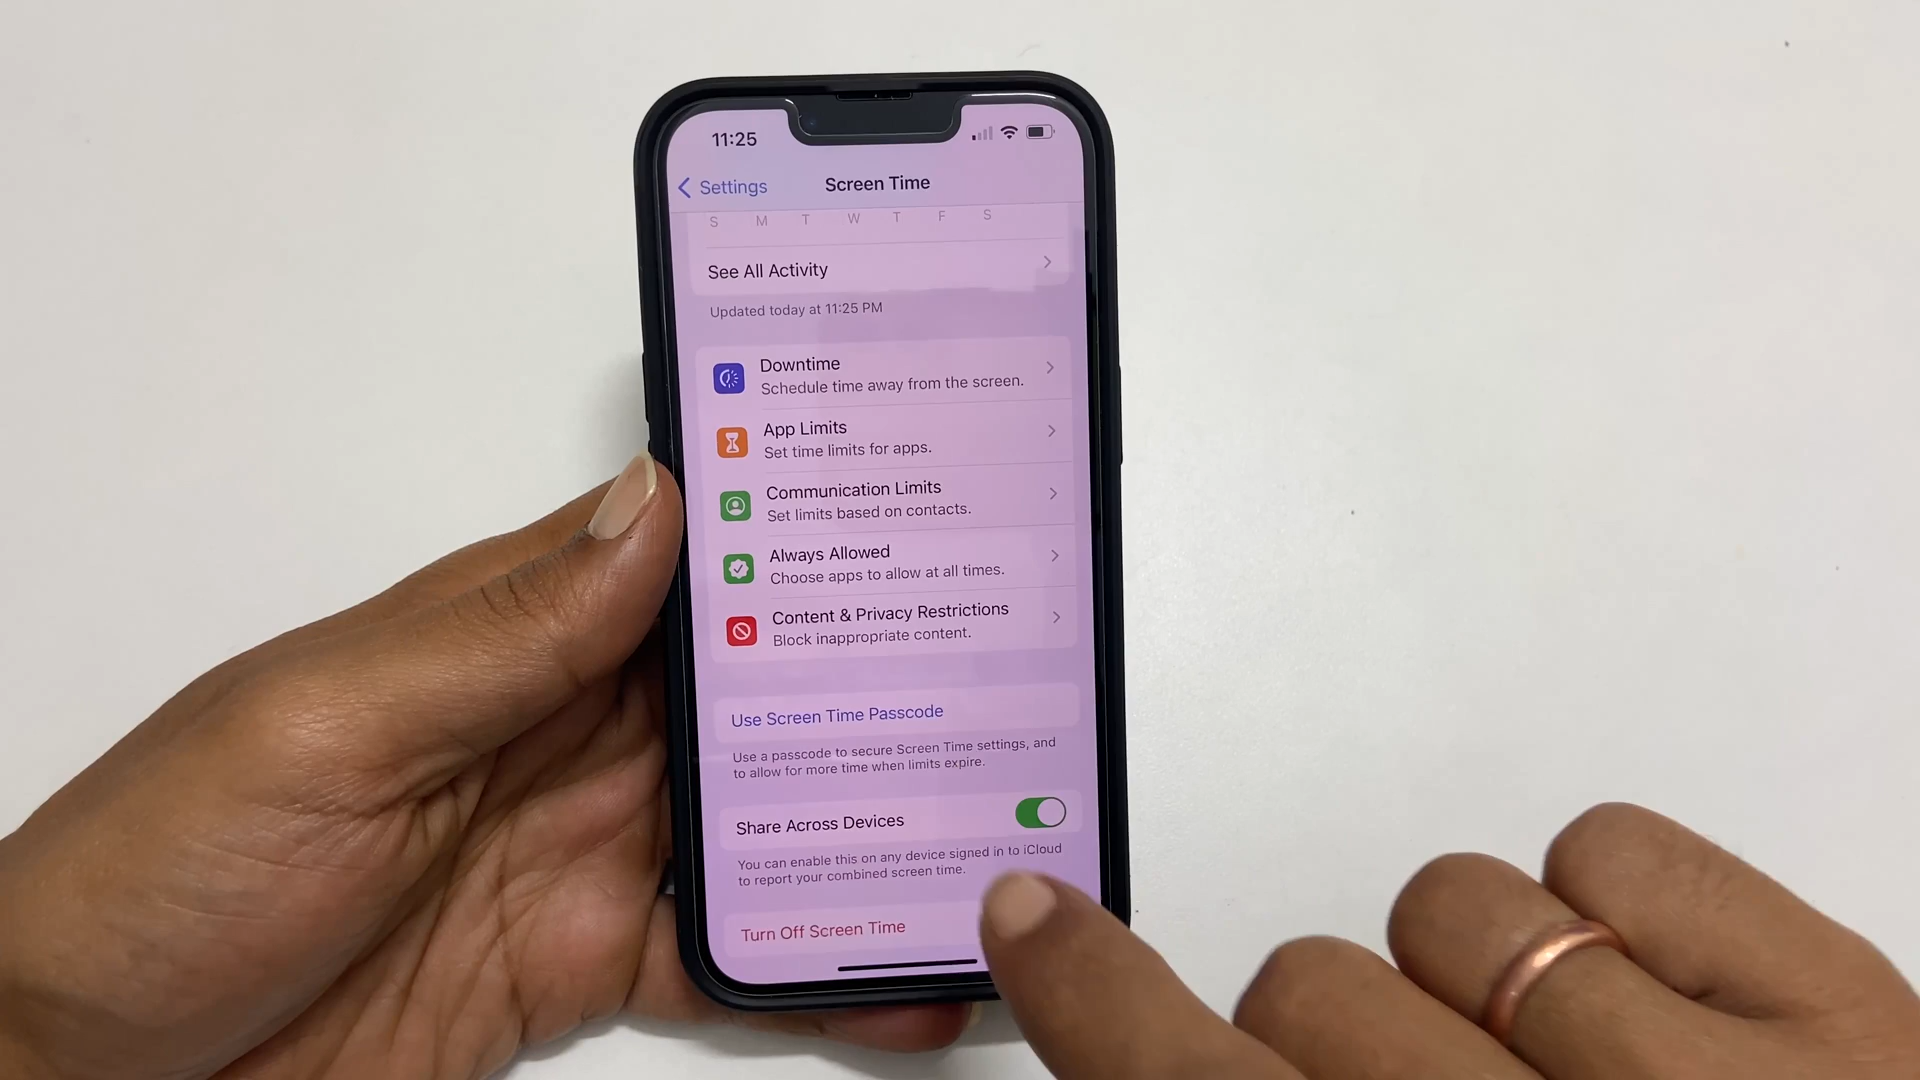 11:25
Settings
Screen Time
S M T W T F S
See All Activity
Updated today at 11:25 PM
Downtime
Schedule time away from the screen.
App Limits
Set time limits for apps.
Communication Limits
Set limits based on contacts.
Always Allowed
Choose apps to allow at all times.
Content & Privacy Restrictions
Block inappropriate content.
Use Screen Time Passcode
Use a passcode to secure Screen Time settings, and
to allow for more time when limits expire.
Share Across Devices
You can enable this on any device signed in to iCloud
to report your combined screen time.
Turn Off Screen Time